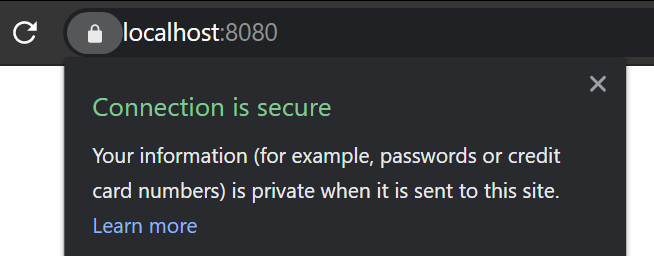 localhost:8080
Connection is secure
Your information (for example, passwords or credit
card numbers) is private when it is sent to this site.
Learn more